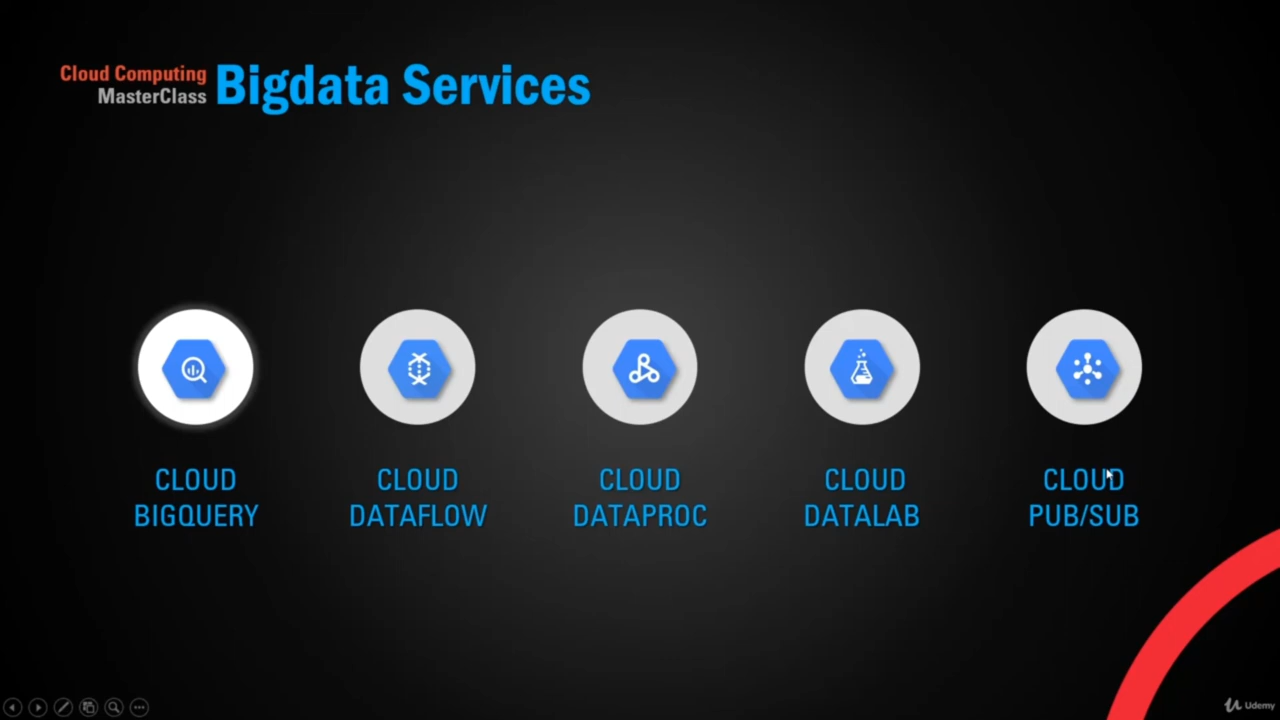 Cloud Computing
MasterClass
Bigdata Services
CLOUD
BIGQUERY
CLOUD
DATAFLOW
CLOUD
DATAPROC
CLOUD
DATALAB
CLOUD
PUB/SUB
Udemy